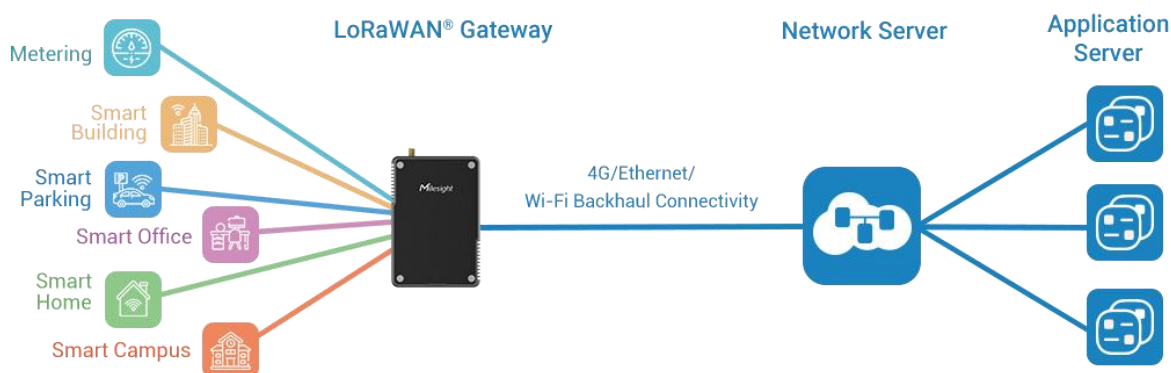 LoRaWAN® Gateway
Network Server
Application
Server
Metering
Smart
Building
Smart
Parking
Smart Office
Smart
Home
Smart Campus
Milesight
4G/Ethernet/
Wi-Fi Backhaul Connectivity
P